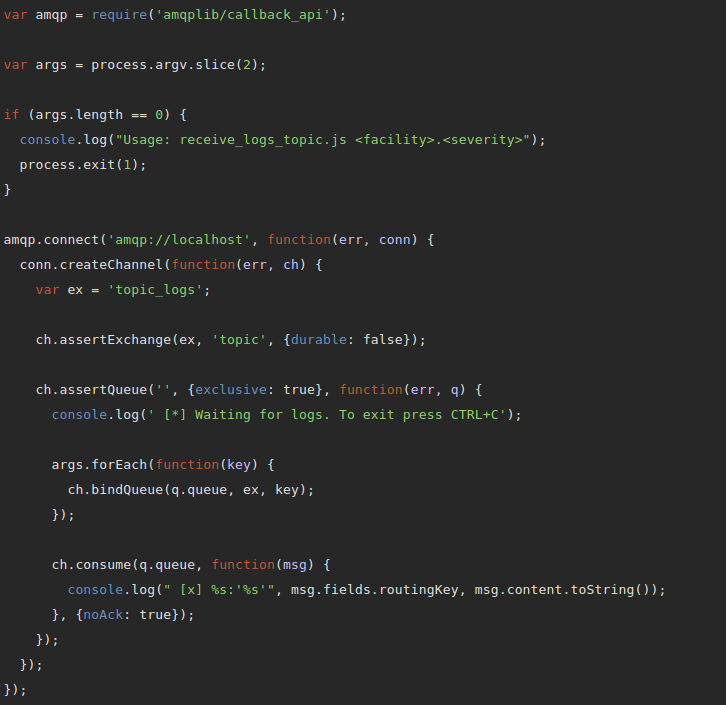 var amqp = require('amqplib/callback_api');
var args = process.argv.slice(2);
if (args.length == 0) {
  console.log("Usage: receive_logs_topic.js <facility>.<severity>");
  process.exit(1);
}
amqp.connect('amqp://localhost', function(err, conn) {
  conn.createChannel(function(err, ch) {
    var ex = 'topic_logs';
    ch.assertExchange(ex, 'topic', {durable: false});
    ch.assertQueue('', {exclusive: true}, function(err, q) {
      console.log(' [*] Waiting for logs. To exit press CTRL+C');
      args.forEach(function(key) {
        ch.bindQueue(q.queue, ex, key);
      });
      ch.consume(q.queue, function(msg) {
        console.log(" [x] %s:'%s'", msg.fields.routingKey, msg.content.toString());
      }, {noAck: true});
    });
  });
});